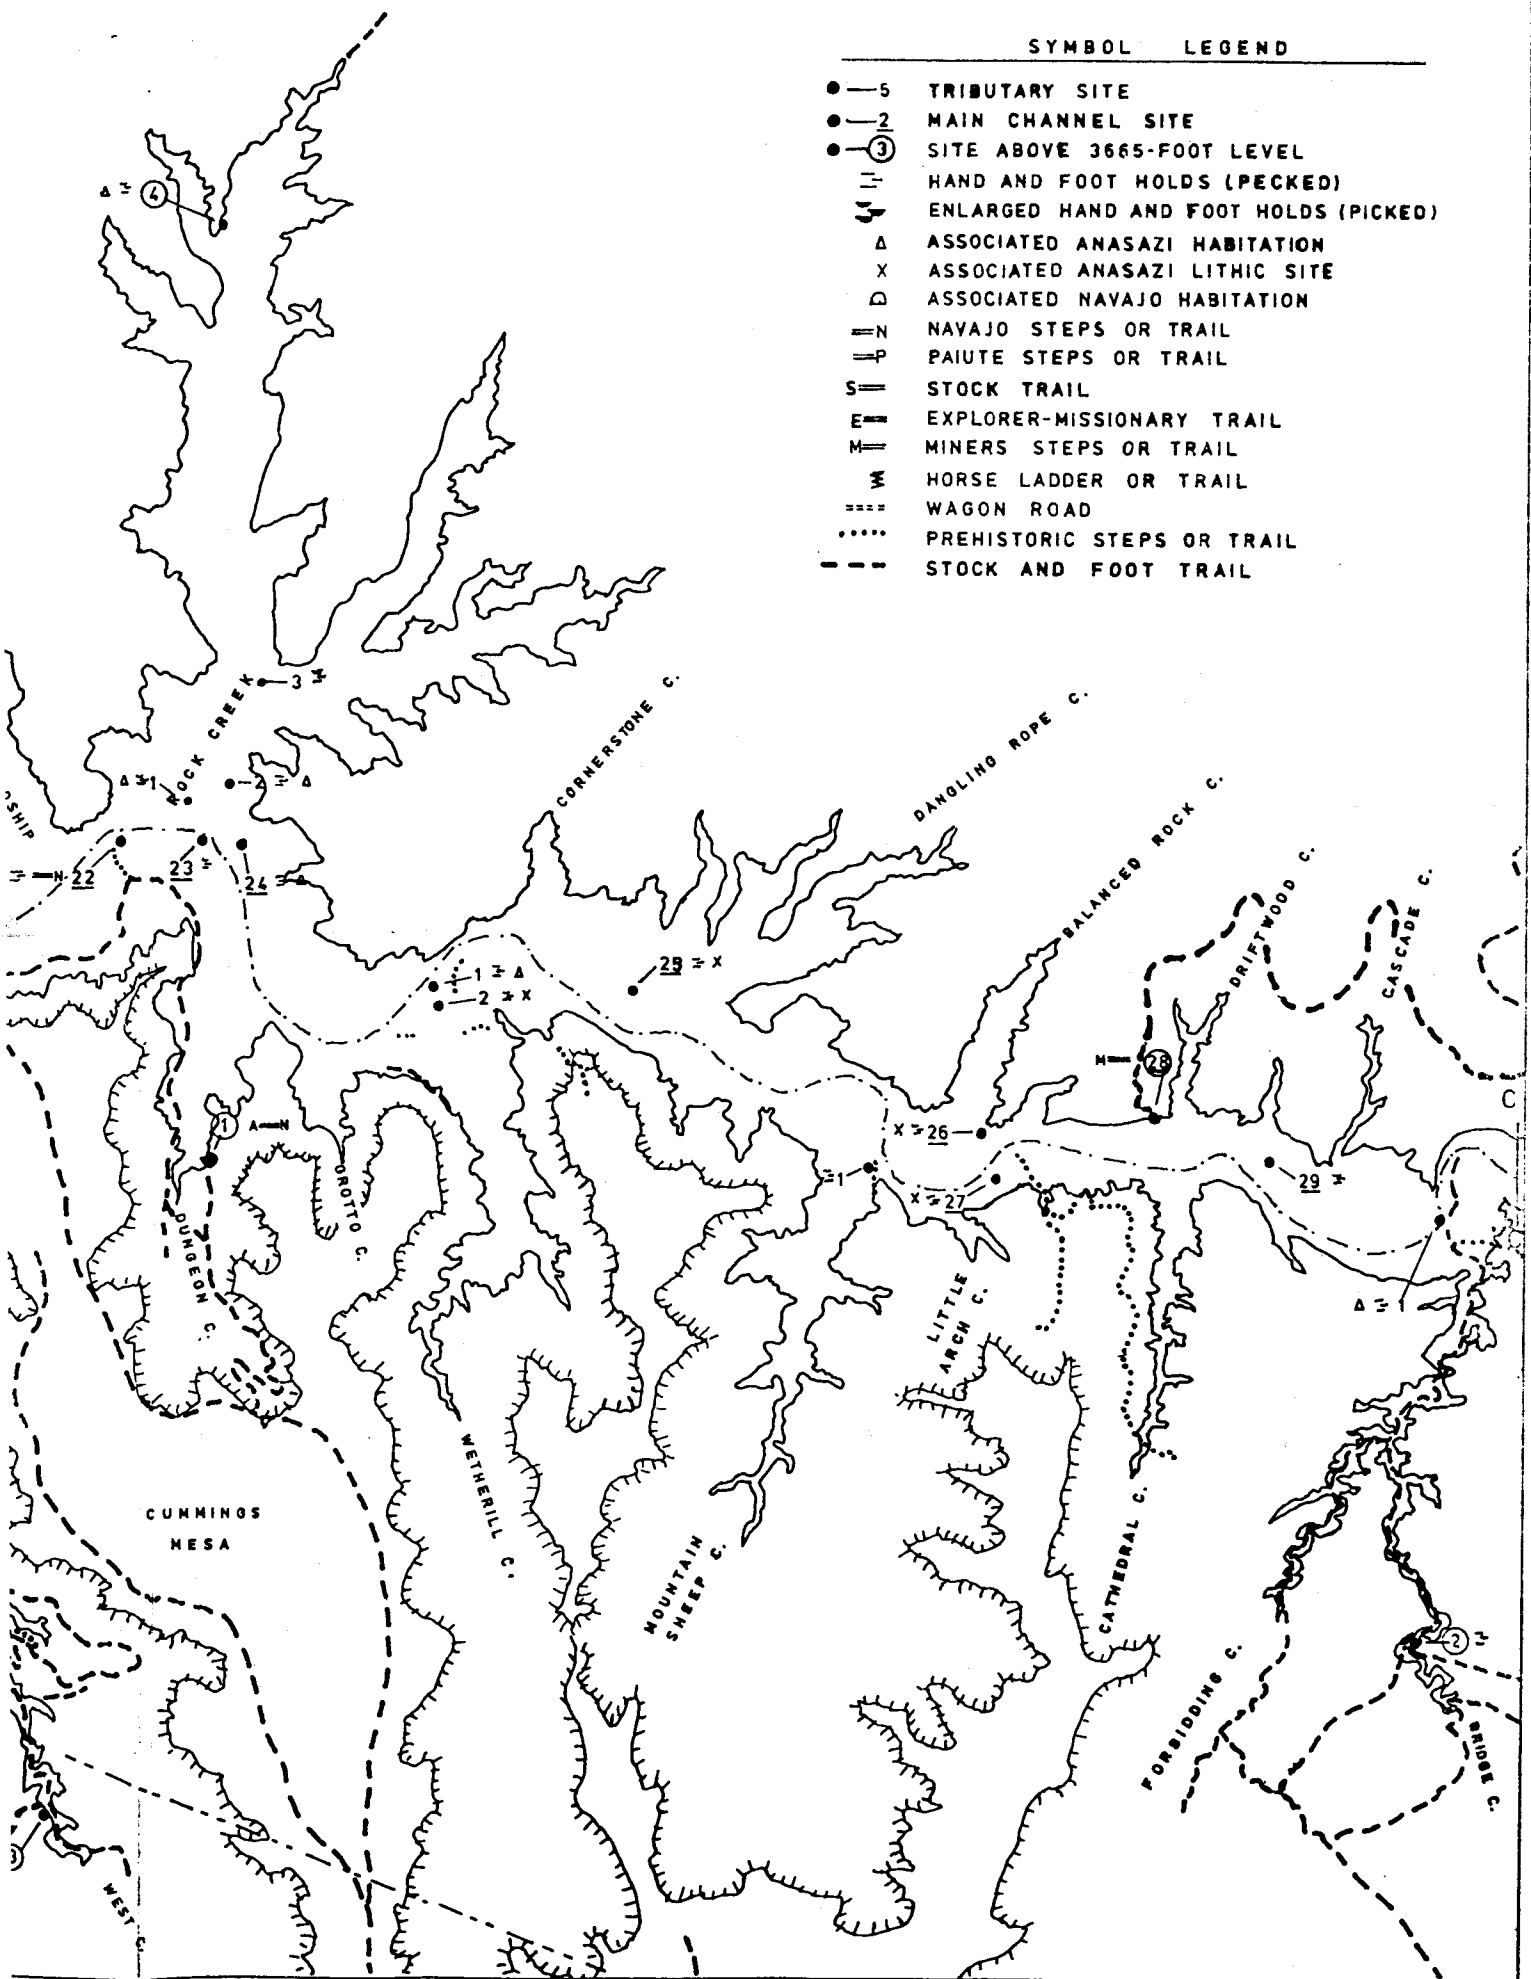 SYMBOL LEGEND
5 TRIBUTARY SITE
2 MAIN CHANNEL SITE
3 SITE ABOVE 3665-FOOT LEVEL
HAND AND FOOT HOLDS (PECKED)
ENLARGED HAND AND FOOT HOLDS (PICKED)
Δ ASSOCIATED ANASAZI HABITATION
X ASSOCIATED ANASAZI LITHIC SITE
ASSOCIATED NAVAJO HABITATION
N NAVAJO STEPS OR TRAIL
P PAIUTE STEPS OR TRAIL
S STOCK TRAIL
E EXPLORER-MISSIONARY TRAIL
M MINERS STEPS OR TRAIL
HORSE LADDER OR TRAIL
WAGON ROAD
PREHISTORIC STEPS OR TRAIL
STOCK AND FOOT TRAIL
Δ 4
3
ROCK CREEK
CORNERSTONE C.
DANGLING ROPE C.
BALANCED ROCK C.
DRIFTWOOD C.
CASCADE C.
Δ 1
2 Δ
N 22
23
24 Δ
25 X
1 Δ
2 X
M 28
C
1 A N
X 26
1
X 27
29
GROTTO C.
DUNGEON C.
LITTLE
ARCH C.
Δ 1
WETHERILL C.
CUMMINGS
MESA
MOUNTAIN
SHEEP C.
CATHEDRAL C.
FORBIDDING C.
2
BRIDGE C.
WEST C.